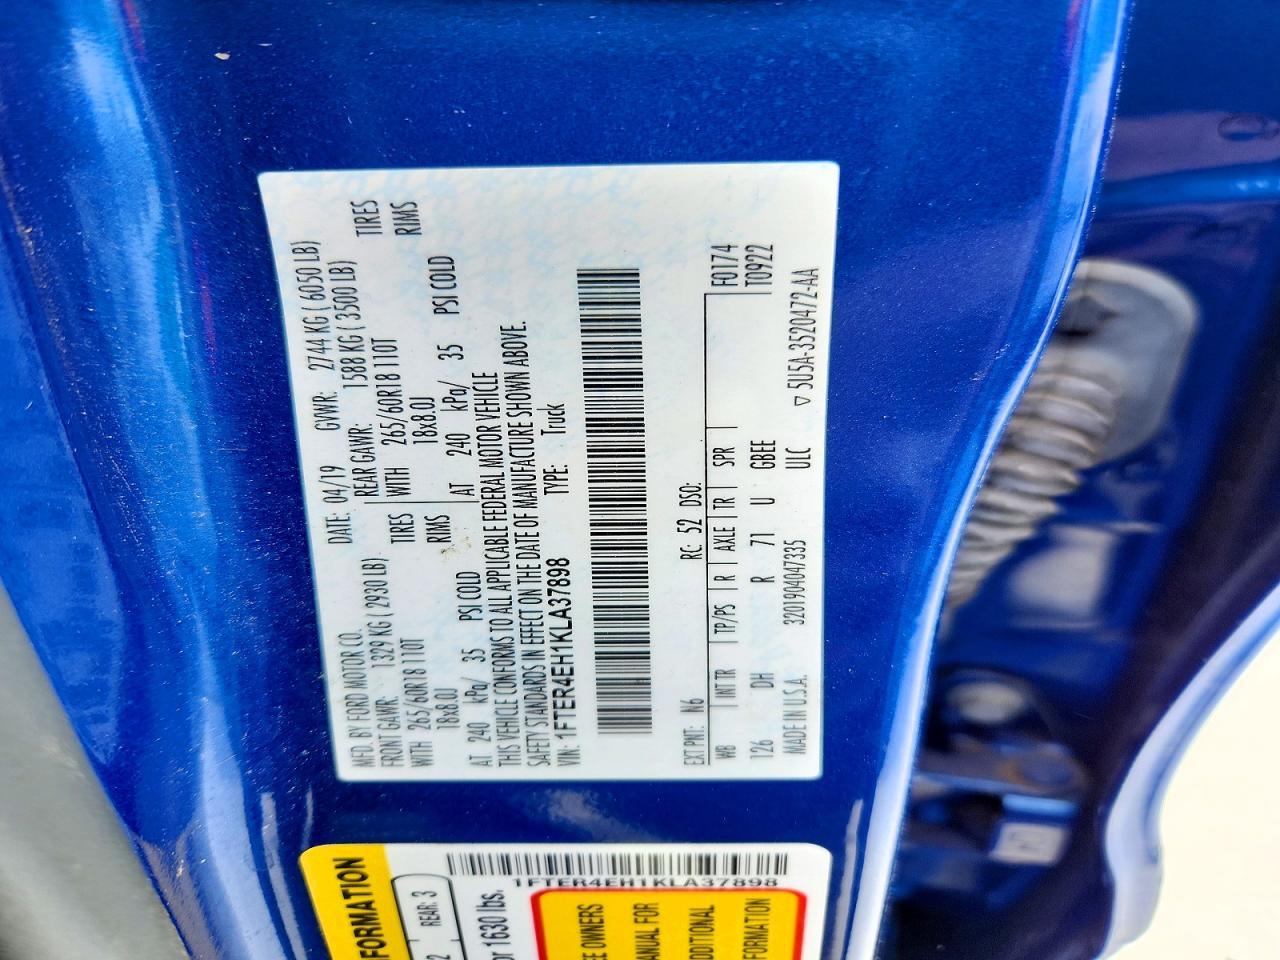 MFD. BY FORD MOTOR CO.
DATE: 04/19 GVWR: 2744 KG ( 6050 LB)
FRONT GAWR: 1329 KG ( 2930 LB)
REAR GAWR: 1588 KG ( 3500 LB)
WITH 265/60R18 110T TIRES
WITH 265/60R18 110T TIRES
18x8.0J RIMS
18x8.0J RIMS
AT 240 kPa/ 35 PSI COLD
AT 240 kPa/ 35 PSI COLD
THIS VEHICLE CONFORMS TO ALL APPLICABLE FEDERAL MOTOR VEHICLE
SAFETY STANDARDS IN EFFECT ON THE DATE OF MANUFACTURE SHOWN ABOVE.
VIN: 1FTER4EH1KLA37898 TYPE: Truck
EXT PNT: N6 RC: 52 DSO:
WB INT TR TP/PS R AXLE TR SPR F0174
126 DH R 71 U GBEE T0922
MADE IN U.S.A. 3201904047335 ULC ▽ 5U5A-3520472-AA
1FTER4EH1KLA37898
FORMATION
2 REAR: 3
or 1630 lbs.
EE OWNERS
ANUAL FOR
DDITIONAL
FORMATION